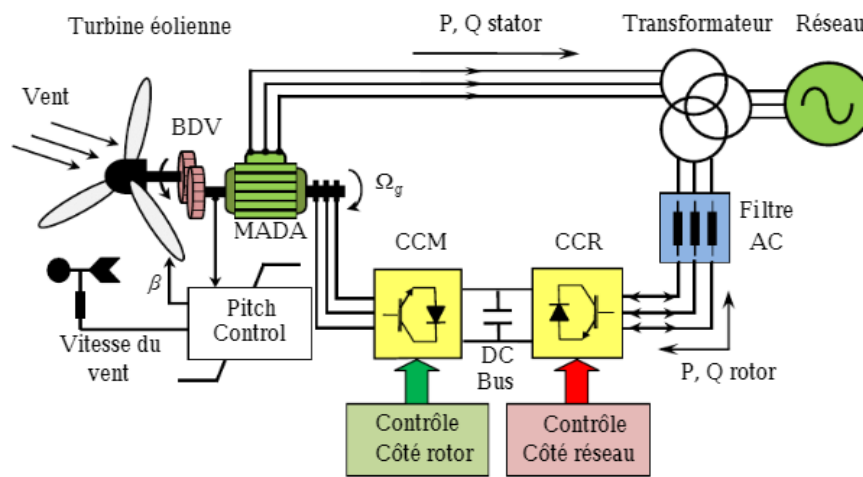 Turbine éolienne
P, Q stator
Transformateur
Réseau
Vent
BDV
MADA
Ωg
CCM
CCR
Filtre
AC
β
Pitch
Control
Vitesse du
vent
DC
Bus
P, Q rotor
Contrôle
Côté rotor
Contrôle
Côté réseau